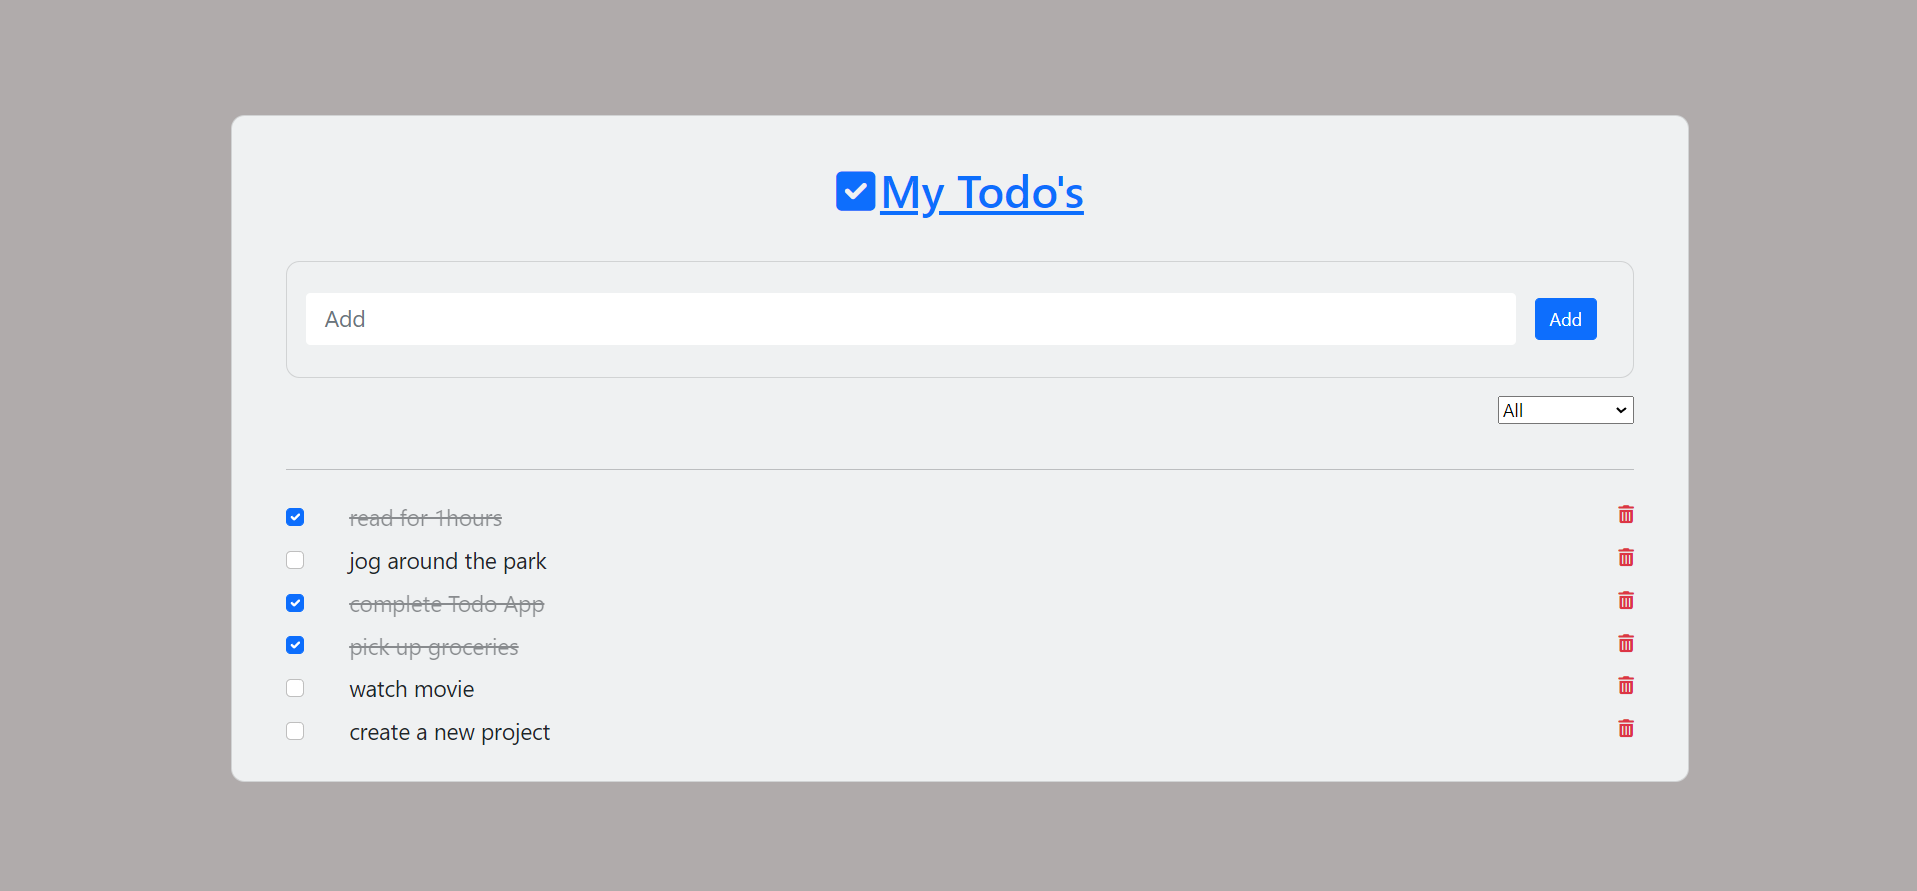 My Todo's
Add
Add
All
read for 1hours
jog around the park
complete Todo App
pick up groceries
watch movie
create a new project